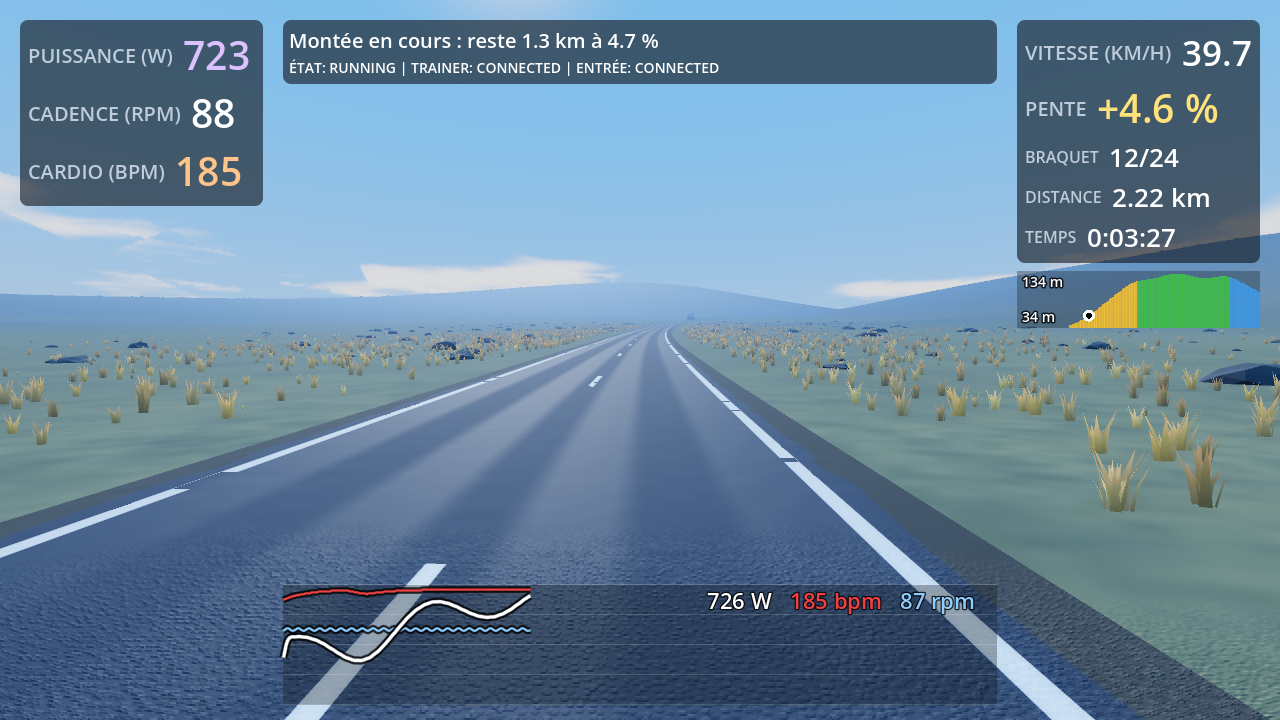 PUISSANCE (W) 723
CADENCE (RPM) 88
CARDIO (BPM) 185
Montée en cours : reste 1.3 km à 4.7 %
ÉTAT: RUNNING | TRAINER: CONNECTED | ENTRÉE: CONNECTED
VITESSE (KM/H) 39.7
PENTE +4.6 %
BRAQUET 12/24
DISTANCE 2.22 km
TEMPS 0:03:27
134 m
34 m
726 W 185 bpm 87 rpm